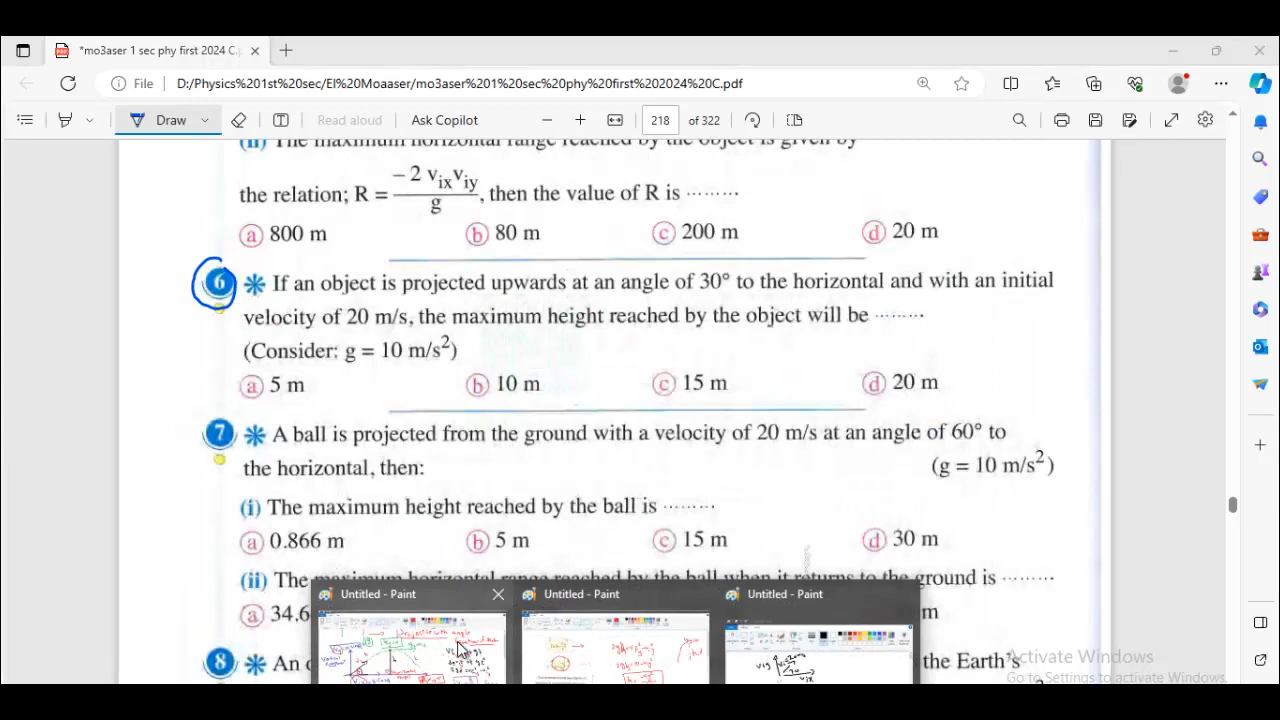 *mo3aser 1 sec phy first 2024 C.p
File
D:/Physics%201st%20sec/El%20Moaaser/mo3aser%201%20sec%20phy%20first%202024%20C.pdf
Draw
Read aloud
Ask Copilot
218 of 322
(ii) The maximum horizontal range reached by the object is given by
the relation; R = −2 vix viy / g, then the value of R is ........
a 800 m b 80 m c 200 m d 20 m
6 * If an object is projected upwards at an angle of 30° to the horizontal and with an initial
velocity of 20 m/s, the maximum height reached by the object will be ........
(Consider: g = 10 m/s²)
a 5 m b 10 m c 15 m d 20 m
7 * A ball is projected from the ground with a velocity of 20 m/s at an angle of 60° to
the horizontal, then: (g = 10 m/s²)
(i) The maximum height reached by the ball is ........
a 0.866 m b 5 m c 15 m d 30 m
(ii) The maximum horizontal range reached by the ball when it returns to the ground is ........
a 34.6 m
Untitled - Paint
Untitled - Paint
Untitled - Paint
8 * An the Earth's
Activate Windows
Go to Settings to activate Windows.